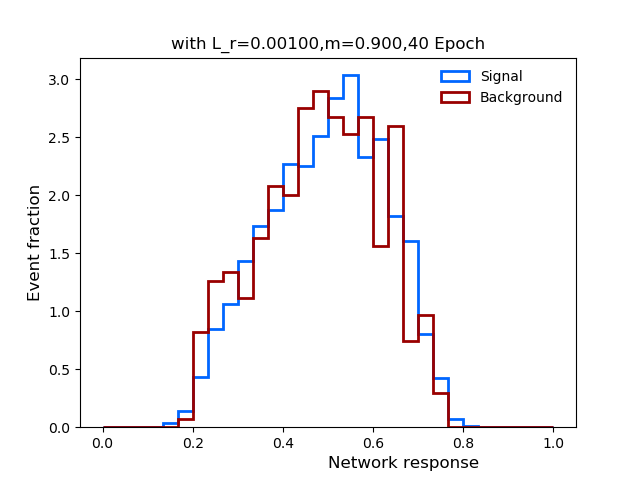 with L_r=0.00100,m=0.900,40 Epoch
Signal
Background
Event fraction
3.0
2.5
2.0
1.5
1.0
0.5
0.0
0.0 0.2 0.4 0.6 0.8 1.0
Network response